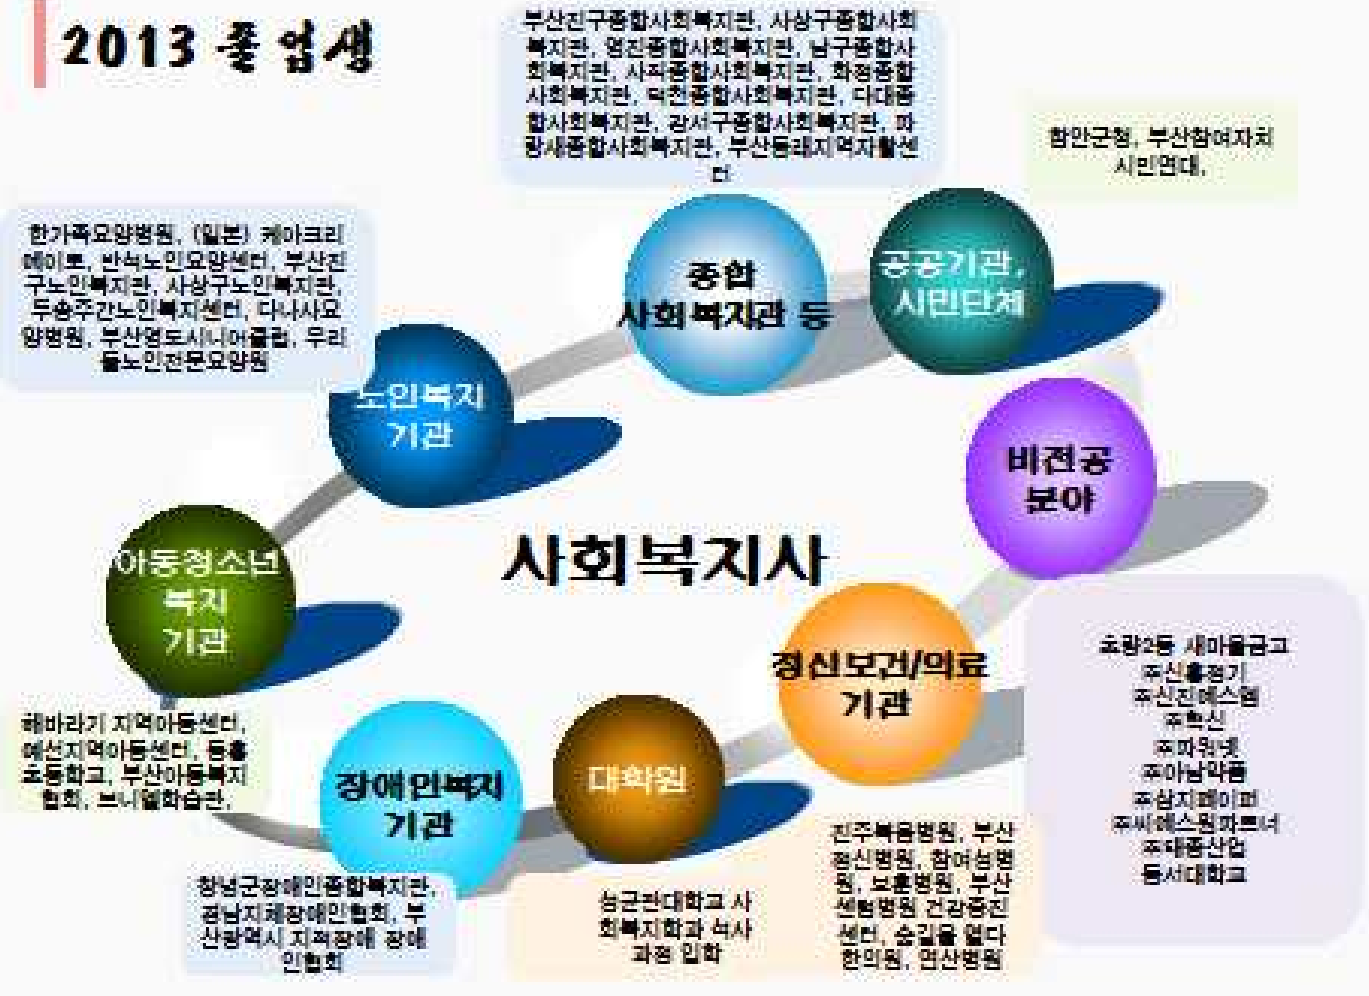 2013 졸업생
부산진구종합사회복지관, 사상구종합사회
복지관, 영진종합사회복지관, 남구종합사
회복지관, 사직종합사회복지관, 화정종합
사회복지관, 덕천종합사회복지관, 다대종
합사회복지관, 강서구종합사회복지관, 파
랑새종합사회복지관, 부산동래지역자활센
터
함안군청, 부산참여자치
시민연대,
한가족요양병원, (일본) 케아크리
에이토, 반석노인요양센터, 부산진
구노인복지관, 사상구노인복지관,
두송주간노인복지센터, 다나사요
양병원, 부산영도시니어클럽, 우리
들노인전문요양원
종합
사회복지관 등
공공기관,
시민단체
노인복지
기관
비전공
분야
사회복지사
아동청소년
복지
기관
정신보건/의료
기관
대학원
장애인복지
기관
해바라기 지역아동센터,
예선지역아동센터, 동흥
초등학교, 부산아동복지
협회, 브니엘학습관,
창녕군장애인종합복지관,
경남지체장애인협회, 부
산광역시 지적장애 장애
인협회
성균관대학교 사
회복지학과 석사
과정 입학
진주복음병원, 부산
정신병원, 참여성병
원, 보훈병원, 부산
센텀병원 건강증진
센터, 숨길을 열다
한의원, 연산병원
초량2동 새마을금고
㈜신흥정기
㈜신진에스엠
㈜혁신
㈜파워넷
㈜아남약품
㈜삼지페이퍼
㈜씨에스원파트너
㈜태종산업
동서대학교